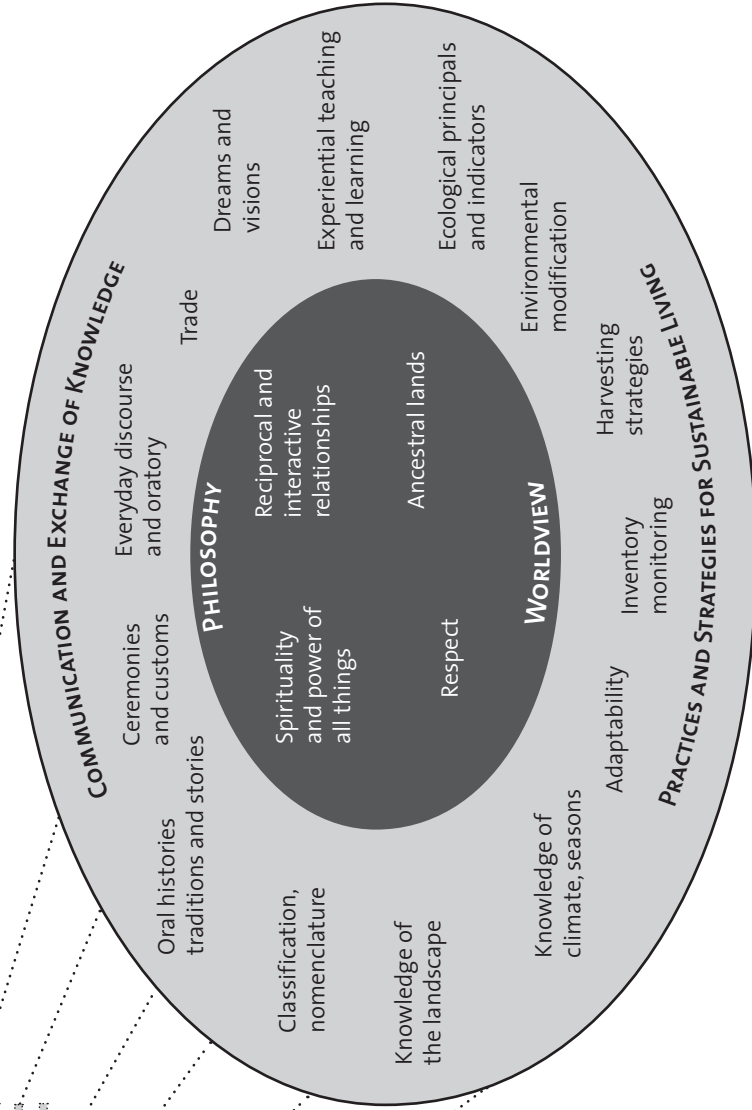 COMMUNICATION AND EXCHANGE OF KNOWLEDGE
Oral histories
traditions and stories
Ceremonies
and customs
Everyday discourse
and oratory
Trade
Dreams and
visions
Classification,
nomenclature
Experiential teaching
and learning
Knowledge of
the landscape
Ecological principals
and indicators
Knowledge of
climate, seasons
Environmental
modification
Adaptability
Inventory
monitoring
Harvesting
strategies
PRACTICES AND STRATEGIES FOR SUSTAINABLE LIVING
PHILOSOPHY
Spirituality
and power of
all things
Reciprocal and
interactive
relationships
Respect
Ancestral lands
WORLDVIEW